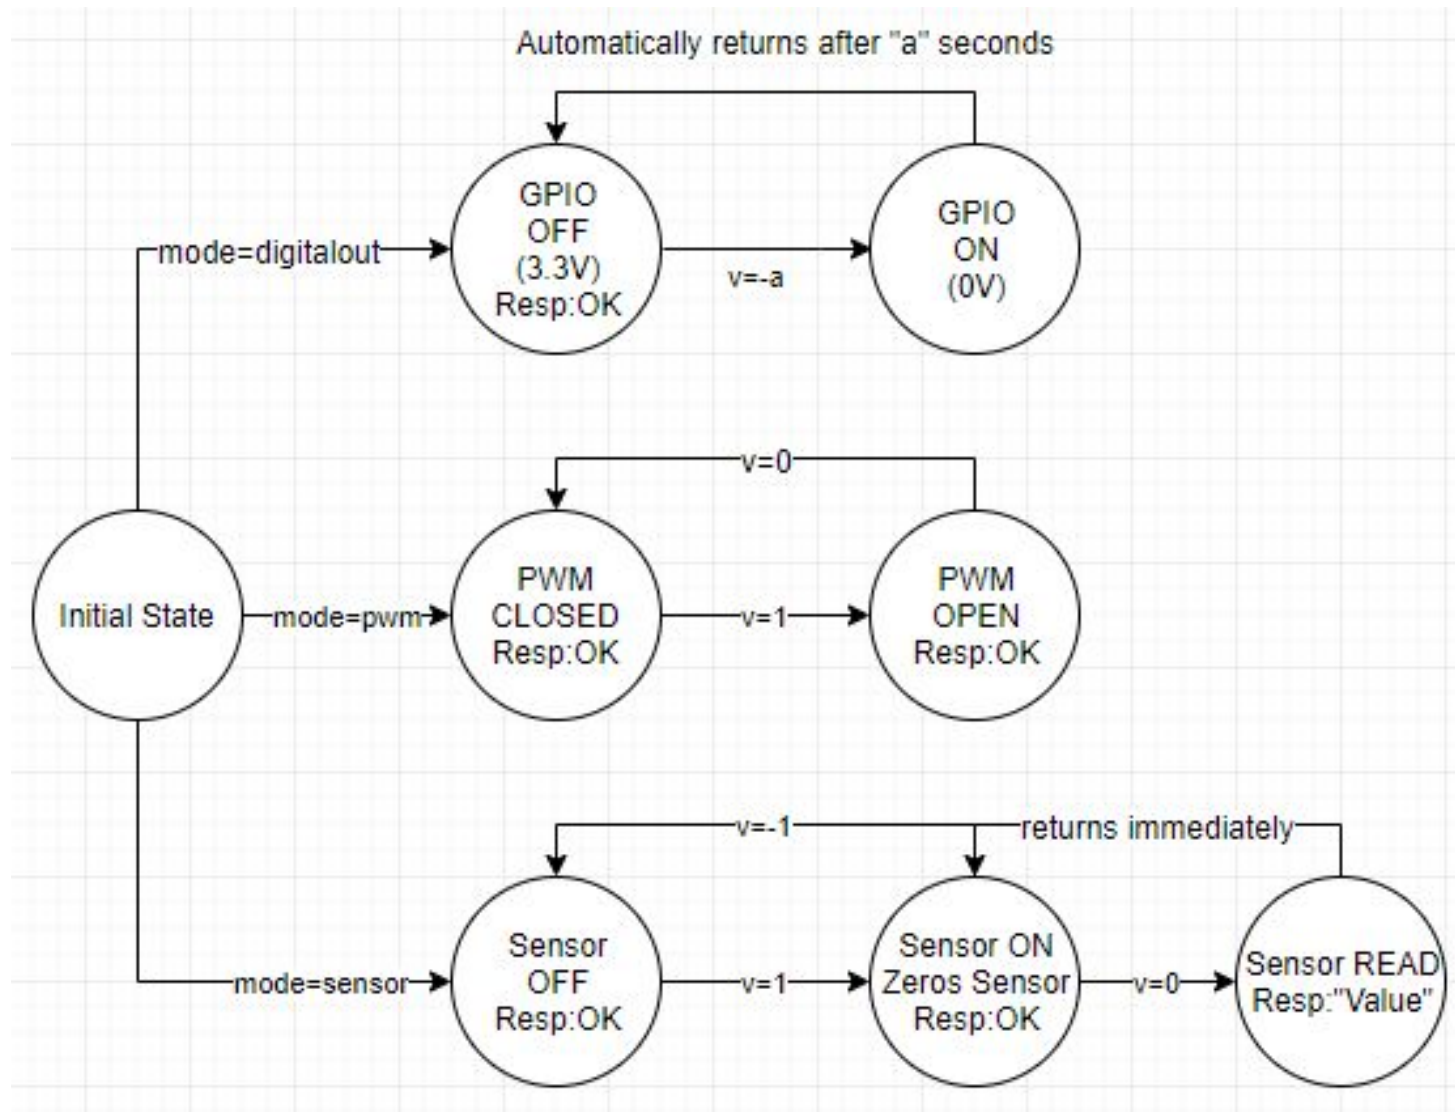 Automatically returns after "a" seconds
GPIO
OFF
(3.3V)
Resp:OK
GPIO
ON
(0V)
mode=digitalout
v=-a
v=0
Initial State
mode=pwm
PWM
CLOSED
Resp:OK
v=1
PWM
OPEN
Resp:OK
v=-1
returns immediately
mode=sensor
Sensor
OFF
Resp:OK
v=1
Sensor ON
Zeros Sensor
Resp:OK
v=0
Sensor READ
Resp:"Value"